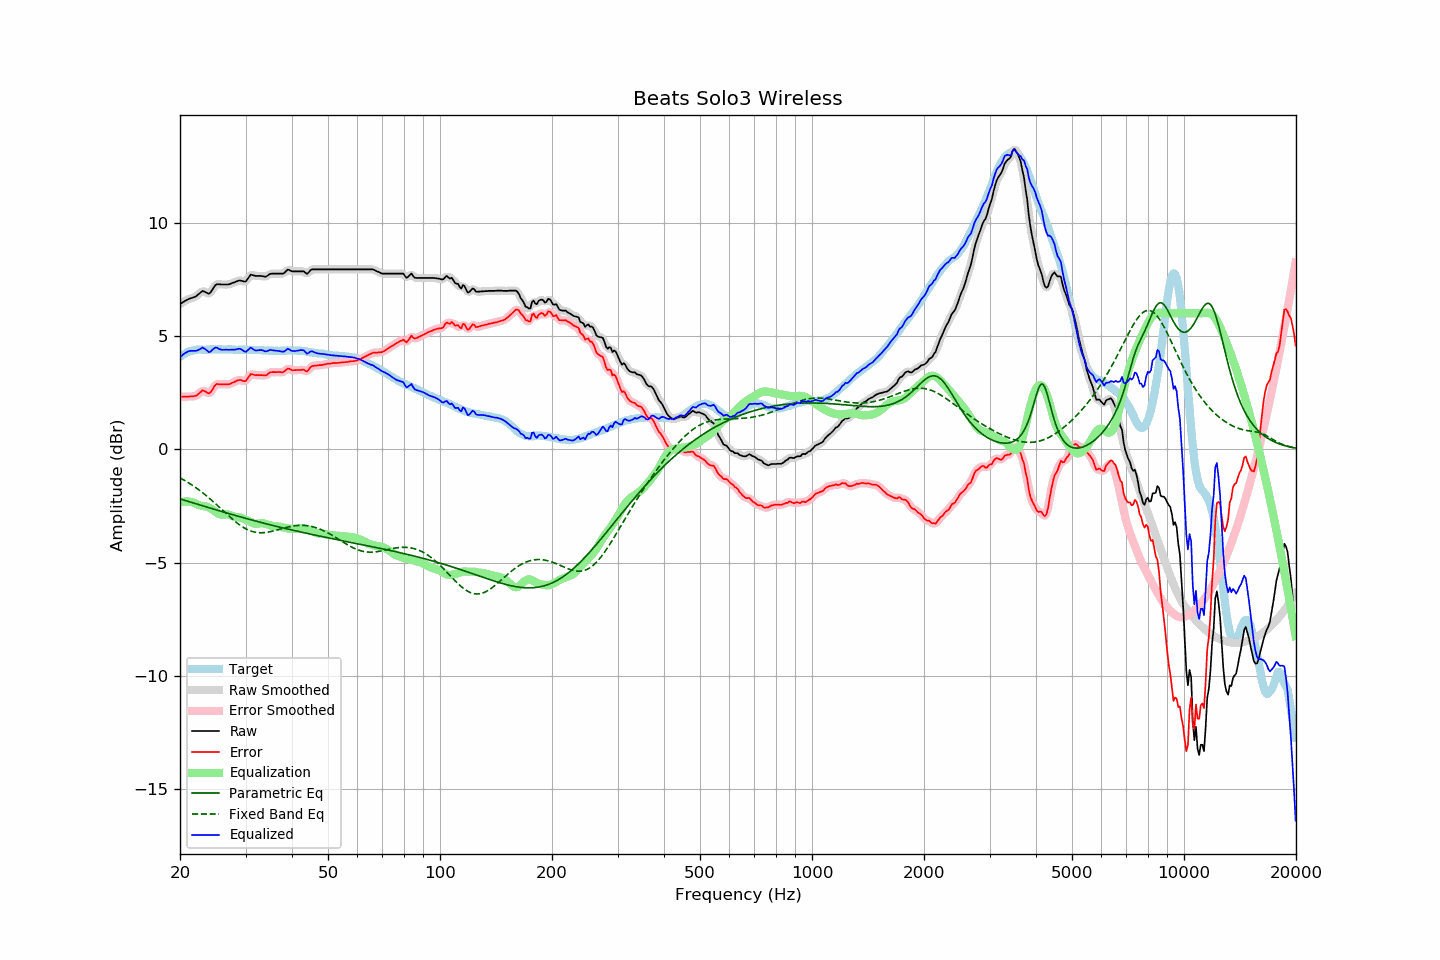 Beats Solo3 Wireless
Amplitude (dBr)
10
5
0
−5
−10
−15
Target
Raw Smoothed
Error Smoothed
Raw
Error
Equalization
Parametric Eq
Fixed Band Eq
Equalized
20
50
100
200
500
1000
2000
5000
10000
20000
Frequency (Hz)